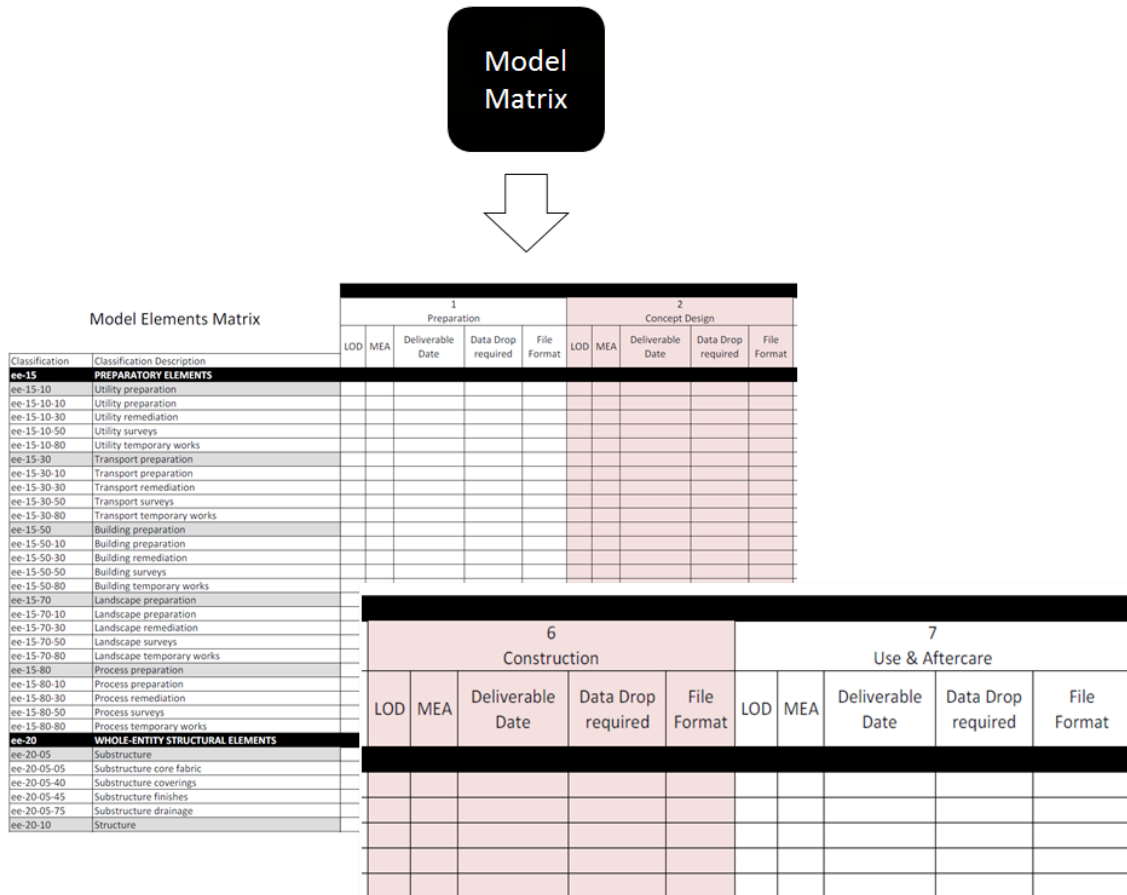 Model
Matrix
Model Elements Matrix
1
Preparation
2
Concept Design
LOD MEA Deliverable Date Data Drop required File Format LOD MEA Deliverable Date Data Drop required File Format
Classification Classification Description
ee-15 PREPARATORY ELEMENTS
ee-15-10 Utility preparation
ee-15-10-10 Utility preparation
ee-15-10-30 Utility remediation
ee-15-10-50 Utility surveys
ee-15-10-80 Utility temporary works
ee-15-30 Transport preparation
ee-15-30-10 Transport preparation
ee-15-30-30 Transport remediation
ee-15-30-50 Transport surveys
ee-15-30-80 Transport temporary works
ee-15-50 Building preparation
ee-15-50-10 Building preparation
ee-15-50-30 Building remediation
ee-15-50-50 Building surveys
ee-15-50-80 Building temporary works
ee-15-70 Landscape preparation
ee-15-70-10 Landscape preparation
ee-15-70-30 Landscape remediation
ee-15-70-50 Landscape surveys
ee-15-70-80 Landscape temporary works
ee-15-80 Process preparation
ee-15-80-10 Process preparation
ee-15-80-30 Process remediation
ee-15-80-50 Process surveys
ee-15-80-80 Process temporary works
ee-20 WHOLE-ENTITY STRUCTURAL ELEMENTS
ee-20-05 Substructure
ee-20-05-05 Substructure core fabric
ee-20-05-40 Substructure coverings
ee-20-05-45 Substructure finishes
ee-20-05-75 Substructure drainage
ee-20-10 Structure
6
Construction
7
Use & Aftercare
LOD MEA Deliverable Date Data Drop required File Format LOD MEA Deliverable Date Data Drop required File Format